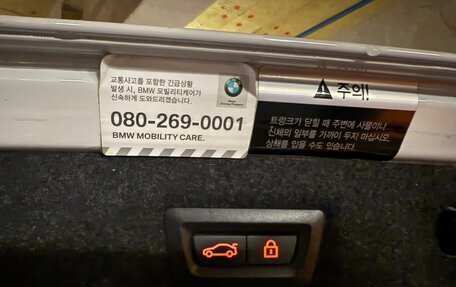 교통사고를 포함한 긴급상황
발생 시, BMW 모빌리티케어가
신속하게 도와드리겠습니다.
080-269-0001
BMW MOBILITY CARE.
주의!
트렁크가 닫힐 때 주변에 사물이나
신체의 일부를 가까이 두지 마십시오
상해를 입을 수도 있습니다